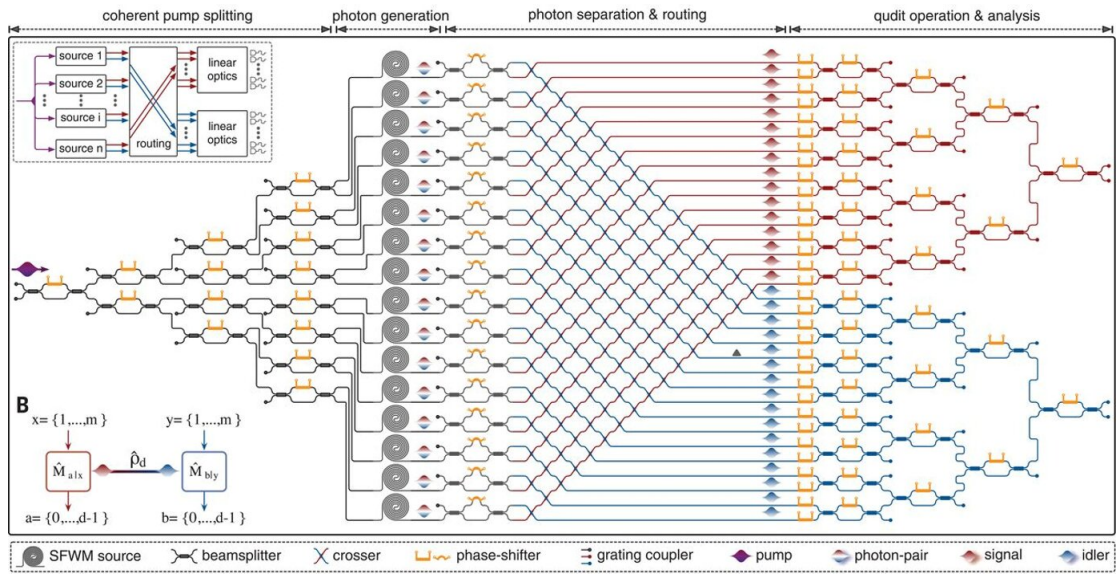 coherent pump splitting
photon generation
photon separation & routing
qudit operation & analysis
source 1
source 2
source i
source n
routing
linear
optics
linear
optics
B
x= {1,...,m }
y= {1,...,m }
M̂ a|x
ρ̂d
M̂ b|y
a= {0,...,d-1 }
b= {0,...,d-1 }
SFWM source
beamsplitter
crosser
phase-shifter
grating coupler
pump
photon-pair
signal
idler